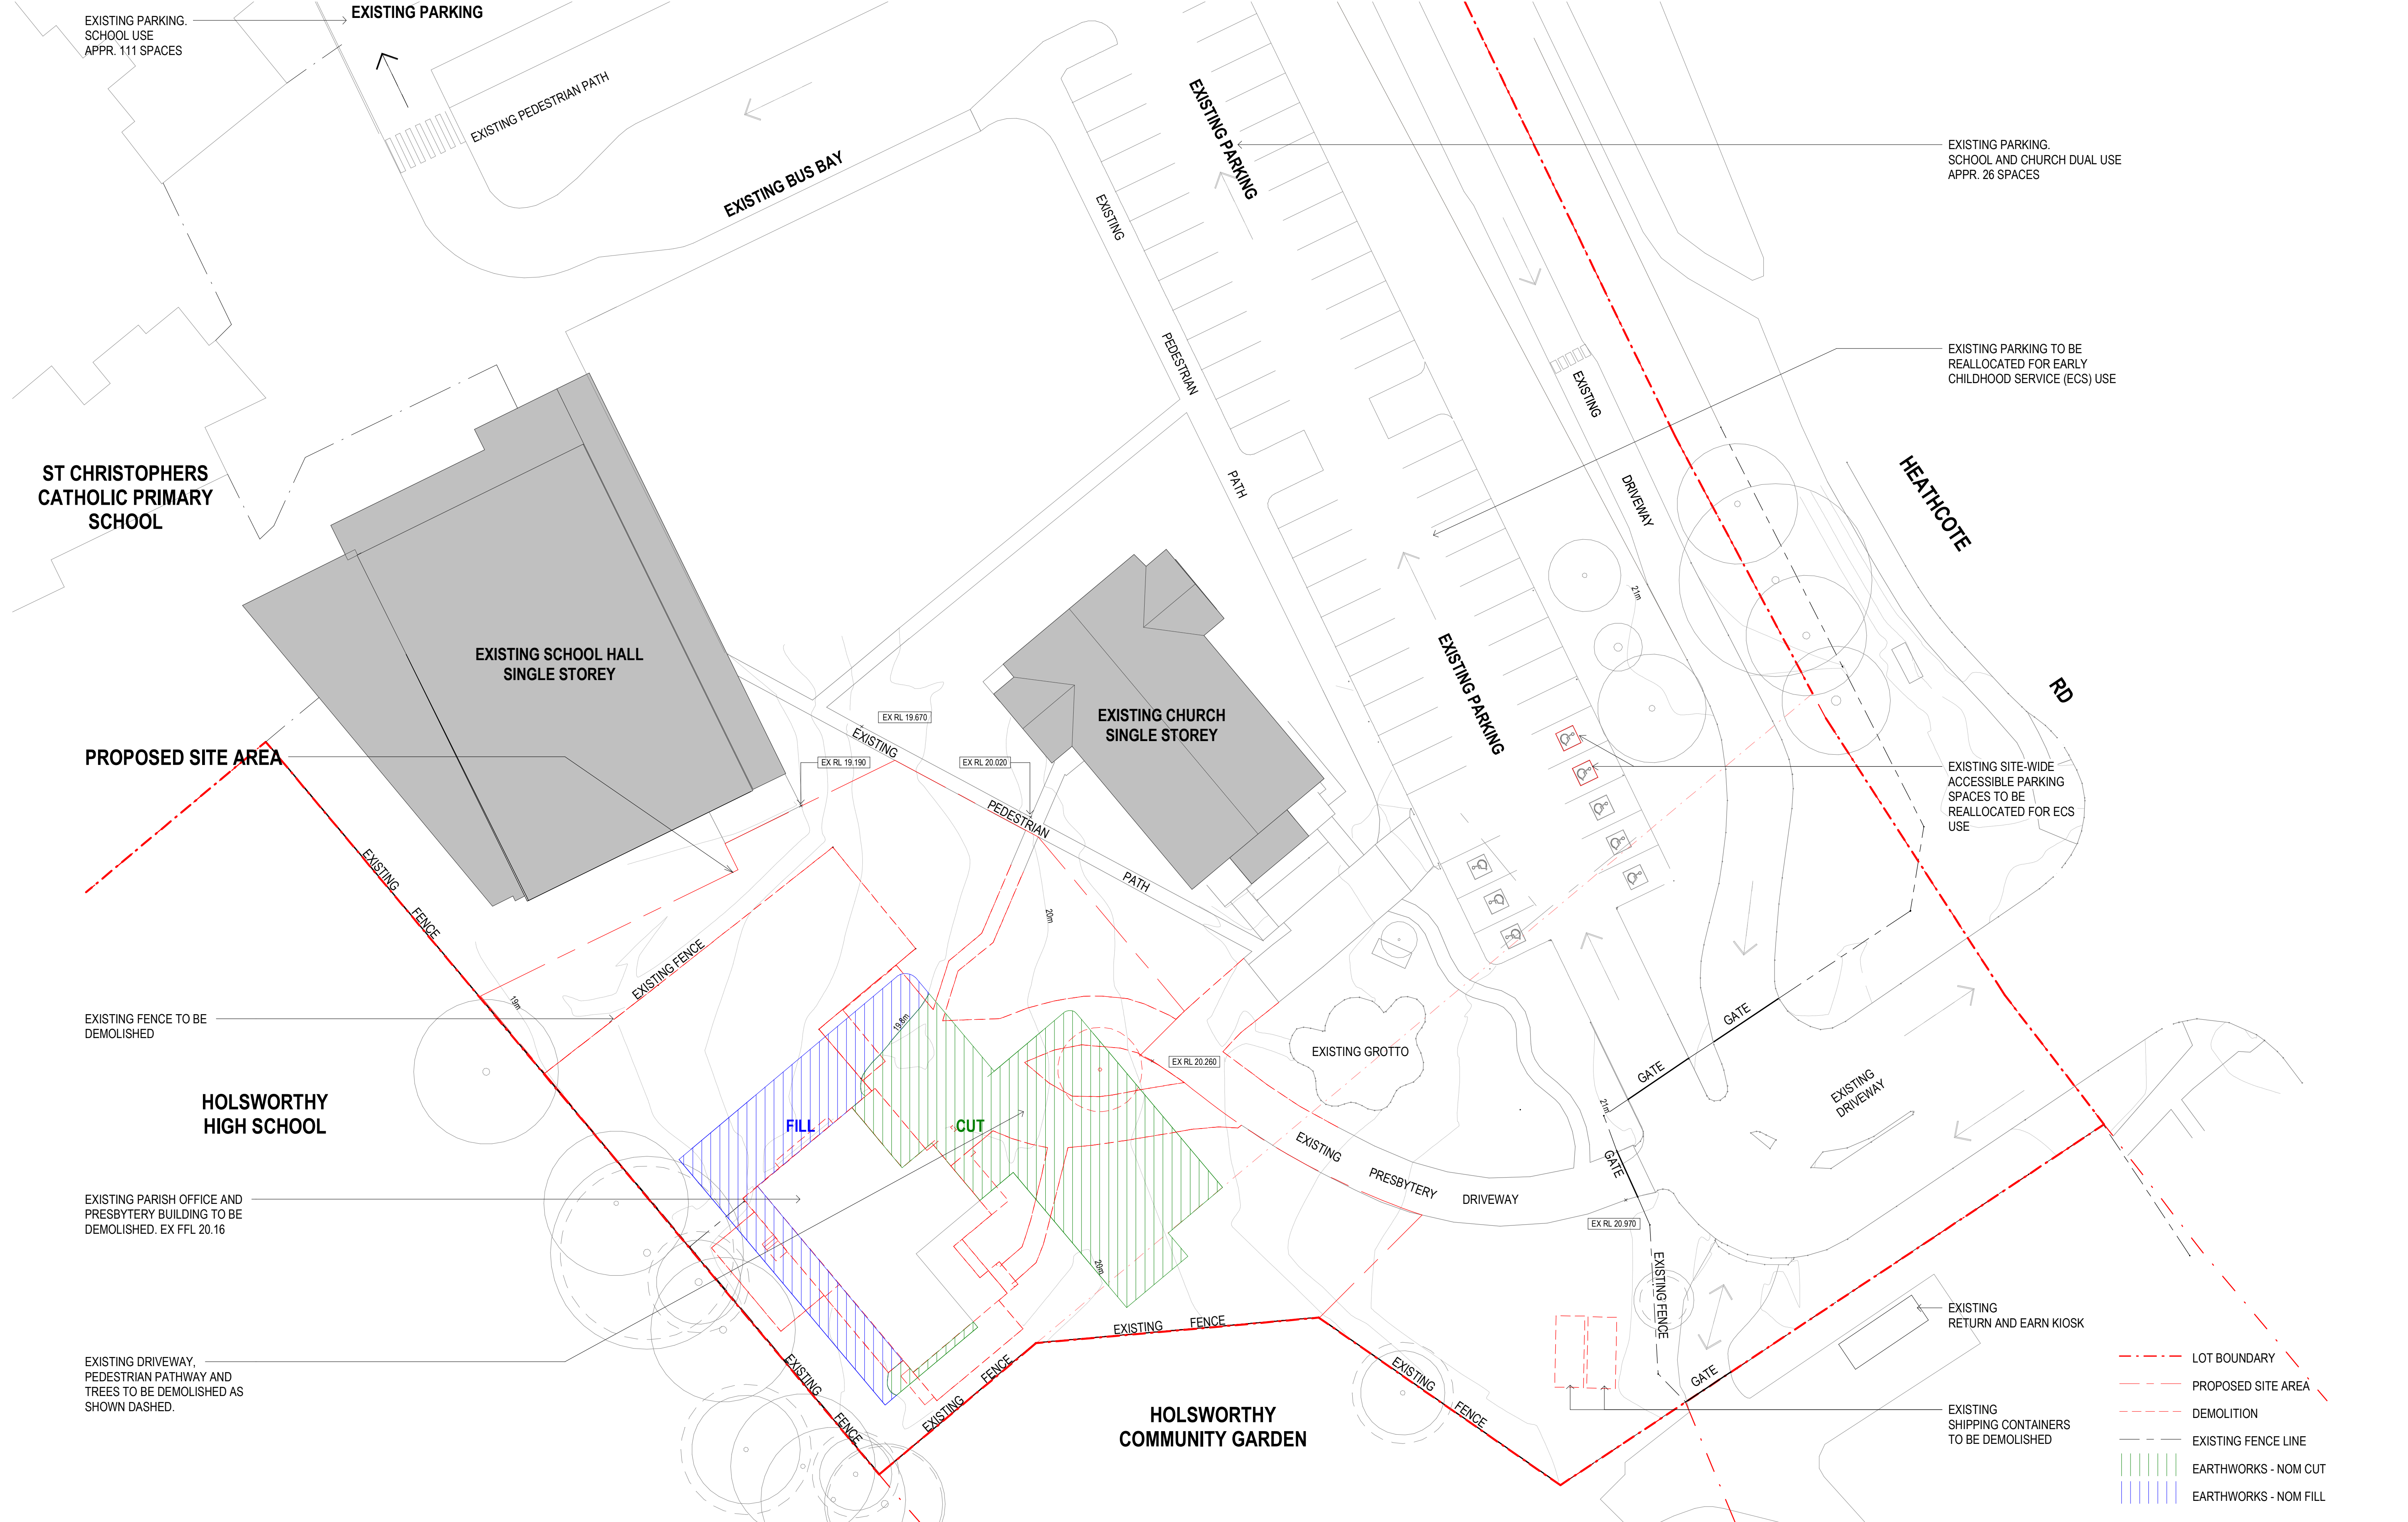 EXISTING PARKING.
SCHOOL USE
APPR. 111 SPACES
EXISTING PARKING
EXISTING PEDESTRIAN PATH
EXISTING BUS BAY
EXISTING PARKING
EXISTING
PEDESTRIAN
PATH
EXISTING PARKING.
SCHOOL AND CHURCH DUAL USE
APPR. 26 SPACES
EXISTING PARKING TO BE
REALLOCATED FOR EARLY
CHILDHOOD SERVICE (ECS) USE
EXISTING
DRIVEWAY
HEATHCOTE
RD
ST CHRISTOPHERS
CATHOLIC PRIMARY
SCHOOL
EXISTING SCHOOL HALL
SINGLE STOREY
EXISTING CHURCH
SINGLE STOREY
EXISTING PARKING
21m
EX RL 19.670
EX RL 19.190
EX RL 20.020
EXISTING
PEDESTRIAN
PATH
PROPOSED SITE AREA
EXISTING SITE-WIDE
ACCESSIBLE PARKING
SPACES TO BE
REALLOCATED FOR ECS
USE
EXISTING
FENCE
EXISTING FENCE
20m
19m
19.8m
EXISTING FENCE TO BE
DEMOLISHED
HOLSWORTHY
HIGH SCHOOL
FILL
CUT
EX RL 20.260
EXISTING GROTTO
GATE
GATE
21m
GATE
EXISTING
DRIVEWAY
EXISTING
PRESBYTERY
DRIVEWAY
EX RL 20.970
EXISTING PARISH OFFICE AND
PRESBYTERY BUILDING TO BE
DEMOLISHED. EX FFL 20.16
20m
EXISTING FENCE
EXISTING
FENCE
EXISTING
RETURN AND EARN KIOSK
EXISTING DRIVEWAY,
PEDESTRIAN PATHWAY AND
TREES TO BE DEMOLISHED AS
SHOWN DASHED.
EXISTING
FENCE
EXISTING
FENCE
EXISTING
FENCE
GATE
HOLSWORTHY
COMMUNITY GARDEN
EXISTING
SHIPPING CONTAINERS
TO BE DEMOLISHED
LOT BOUNDARY
PROPOSED SITE AREA
DEMOLITION
EXISTING FENCE LINE
EARTHWORKS - NOM CUT
EARTHWORKS - NOM FILL